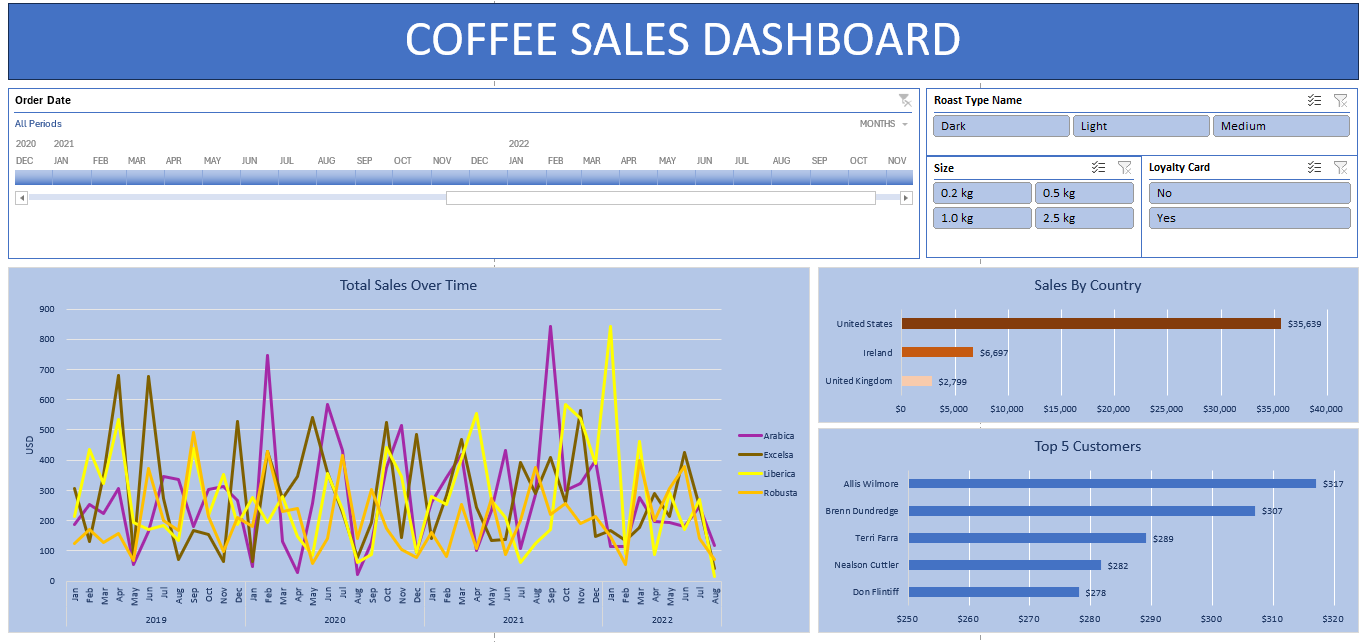 COFFEE SALES DASHBOARD
Order Date
All Periods
MONTHS
2020 2021 2022
DEC JAN FEB MAR APR MAY JUN JUL AUG SEP OCT NOV DEC JAN FEB MAR APR MAY JUN JUL AUG SEP OCT NOV
Roast Type Name
Dark Light Medium
Size
0.2 kg 0.5 kg
1.0 kg 2.5 kg
Loyalty Card
No
Yes
Total Sales Over Time
900
800
700
600
500
400
300
200
100
0
USD
Jan Feb Mar Apr May Jun Jul Aug Sep Oct Nov Dec Jan Feb Mar Apr May Jun Jul Aug Sep Oct Nov Dec Jan Feb Mar Apr May Jun Jul Aug Sep Oct Nov Dec Jan Feb Mar Apr May Jun Jul Aug
2019 2020 2021 2022
Arabica
Excelsa
Liberica
Robusta
Sales By Country
United States $35,639
Ireland $6,697
United Kingdom $2,799
$0 $5,000 $10,000 $15,000 $20,000 $25,000 $30,000 $35,000 $40,000
Top 5 Customers
Allis Wilmore $317
Brenn Dundredge $307
Terri Farra $289
Nealson Cuttler $282
Don Flintiff $278
$250 $260 $270 $280 $290 $300 $310 $320